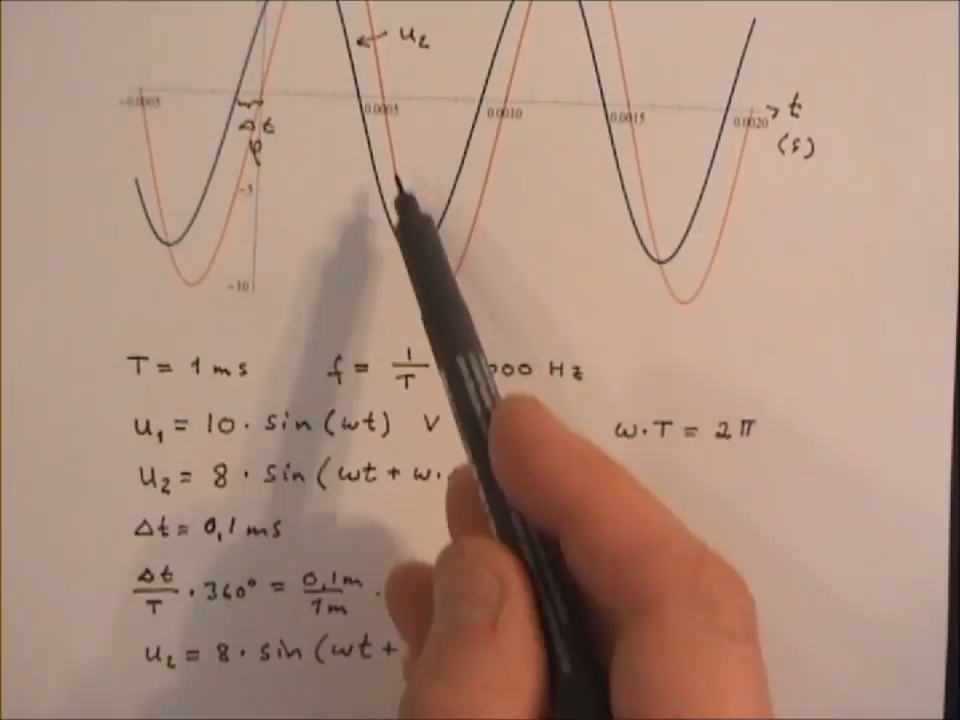 u₂
-0.0005 0.0005 0.0010 0.0015 0.0020 t
Δt (s)
φ
-5
-10
T = 1 ms f = 1/T 000 Hz
u₁ = 10 · sin (ωt) V ω·T = 2π
u₂ = 8 · sin (ωt + ω·
Δt = 0,1 ms
Δt/T · 360° = 0,1m/1m ·
u₂ = 8 · sin (ωt +